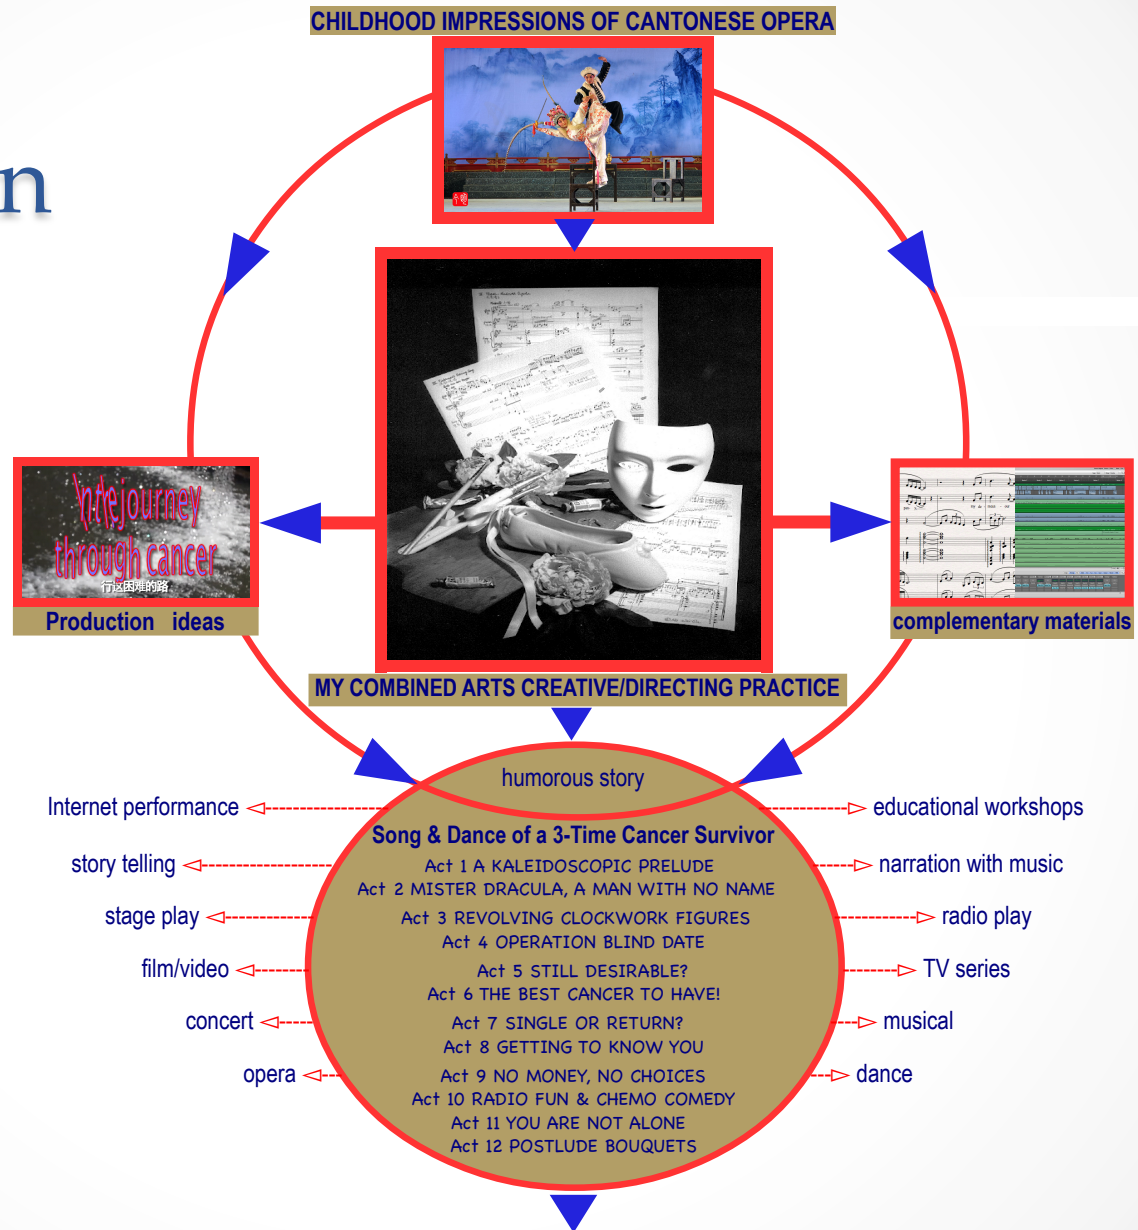 CHILDHOOD IMPRESSIONS OF CANTONESE OPERA
n
In the journey
through cancer
行这困难的路
Production ideas
complementary materials
MY COMBINED ARTS CREATIVE/DIRECTING PRACTICE
humorous story
Song & Dance of a 3-Time Cancer Survivor
Act 1 A KALEIDOSCOPIC PRELUDE
Act 2 MISTER DRACULA, A MAN WITH NO NAME
Act 3 REVOLVING CLOCKWORK FIGURES
Act 4 OPERATION BLIND DATE
Act 5 STILL DESIRABLE?
Act 6 THE BEST CANCER TO HAVE!
Act 7 SINGLE OR RETURN?
Act 8 GETTING TO KNOW YOU
Act 9 NO MONEY, NO CHOICES
Act 10 RADIO FUN & CHEMO COMEDY
Act 11 YOU ARE NOT ALONE
Act 12 POSTLUDE BOUQUETS
Internet performance
story telling
stage play
film/video
concert
opera
educational workshops
narration with music
radio play
TV series
musical
dance